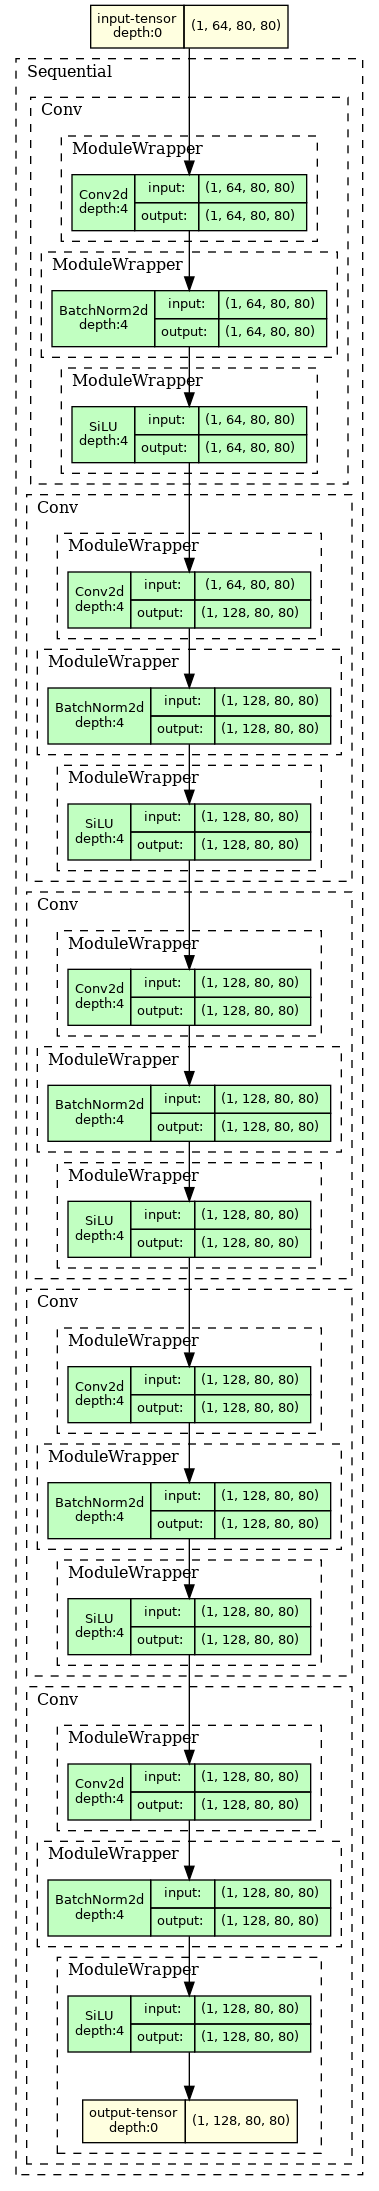 input-tensor
depth:0
(1, 64, 80, 80)
Sequential
Conv
ModuleWrapper
Conv2d
depth:4
input:
(1, 64, 80, 80)
output:
(1, 64, 80, 80)
ModuleWrapper
BatchNorm2d
depth:4
input:
(1, 64, 80, 80)
output:
(1, 64, 80, 80)
ModuleWrapper
SiLU
depth:4
input:
(1, 64, 80, 80)
output:
(1, 64, 80, 80)
Conv
ModuleWrapper
Conv2d
depth:4
input:
(1, 64, 80, 80)
output:
(1, 128, 80, 80)
ModuleWrapper
BatchNorm2d
depth:4
input:
(1, 128, 80, 80)
output:
(1, 128, 80, 80)
ModuleWrapper
SiLU
depth:4
input:
(1, 128, 80, 80)
output:
(1, 128, 80, 80)
Conv
ModuleWrapper
Conv2d
depth:4
input:
(1, 128, 80, 80)
output:
(1, 128, 80, 80)
ModuleWrapper
BatchNorm2d
depth:4
input:
(1, 128, 80, 80)
output:
(1, 128, 80, 80)
ModuleWrapper
SiLU
depth:4
input:
(1, 128, 80, 80)
output:
(1, 128, 80, 80)
Conv
ModuleWrapper
Conv2d
depth:4
input:
(1, 128, 80, 80)
output:
(1, 128, 80, 80)
ModuleWrapper
BatchNorm2d
depth:4
input:
(1, 128, 80, 80)
output:
(1, 128, 80, 80)
ModuleWrapper
SiLU
depth:4
input:
(1, 128, 80, 80)
output:
(1, 128, 80, 80)
Conv
ModuleWrapper
Conv2d
depth:4
input:
(1, 128, 80, 80)
output:
(1, 128, 80, 80)
ModuleWrapper
BatchNorm2d
depth:4
input:
(1, 128, 80, 80)
output:
(1, 128, 80, 80)
ModuleWrapper
SiLU
depth:4
input:
(1, 128, 80, 80)
output:
(1, 128, 80, 80)
output-tensor
depth:0
(1, 128, 80, 80)